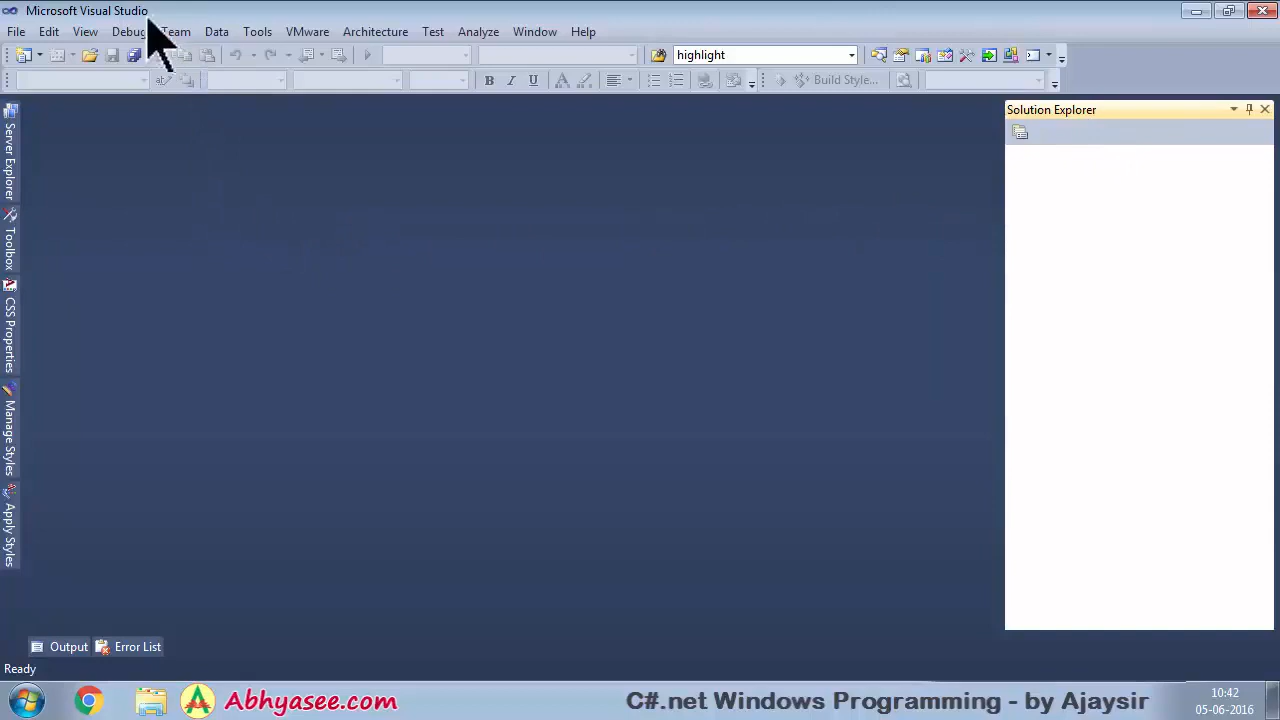 Microsoft Visual Studio
File Edit View Debug Team Data Tools VMware Architecture Test Analyze Window Help
highlight
B I U A Build Style...
Server Explorer
Toolbox
CSS Properties
Manage Styles
Apply Styles
Solution Explorer
Output Error List
Ready
Abhyasee.com
C#.net Windows Programming - by Ajaysir
10:42
05-06-2016